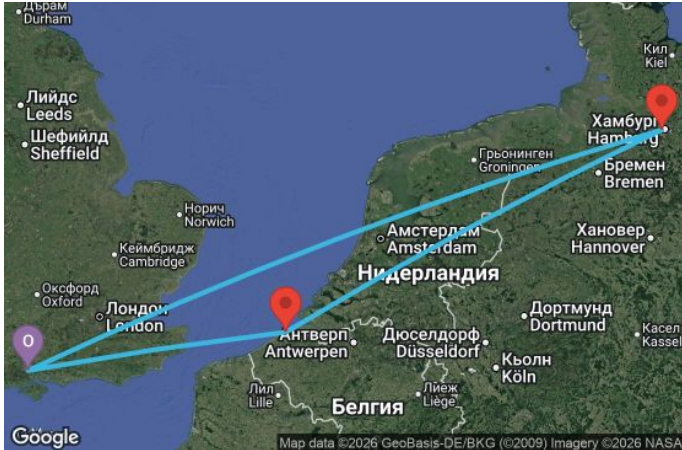 Дърам
Durham
Кил
Kiel
Лийдс
Leeds
Хамбург
Hamburg
Шефийлд
Sheffield
Грьонинген
Groningen
Бремен
Bremen
Норич
Norwich
Амстердам
Amsterdam
Хановер
Hannover
Кеймбридж
Cambridge
Нидерландия
Оксфорд
Oxford
Лондон
London
Дортмунд
Dortmund
O
Антверп
Antwerpen
Дюселдорф
Düsseldorf
Касел
Kassel
Кьолн
Köln
Лил
Lille
Лиеж
Liège
Белгия
Google
Map data ©2026 GeoBasis-DE/BKG (©2009) Imagery ©2026 NASA